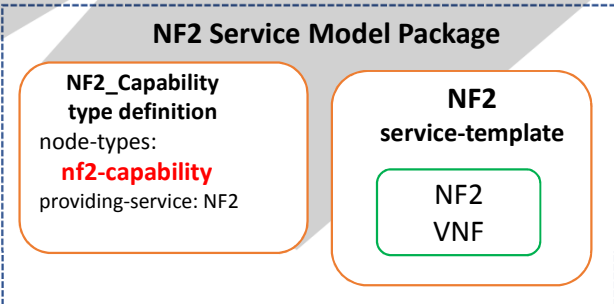 NF2 Service Model Package
NF2_Capability
type definition
node-types:
nf2-capability
providing-service: NF2
NF2
service-template
NF2
VNF